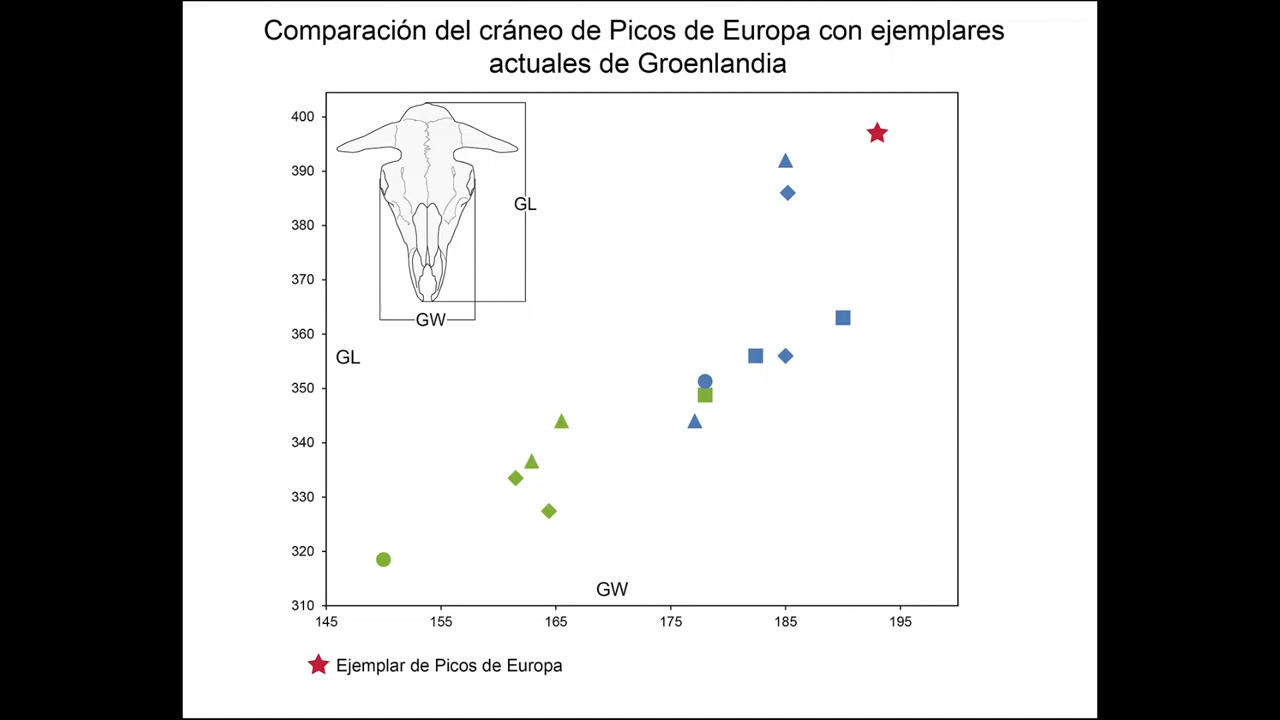 Comparación del cráneo de Picos de Europa con ejemplares
actuales de Groenlandia
400
390
380
370
360
350
340
330
320
310
GL
GW
GL
GW
145
155
165
175
185
195
Ejemplar de Picos de Europa